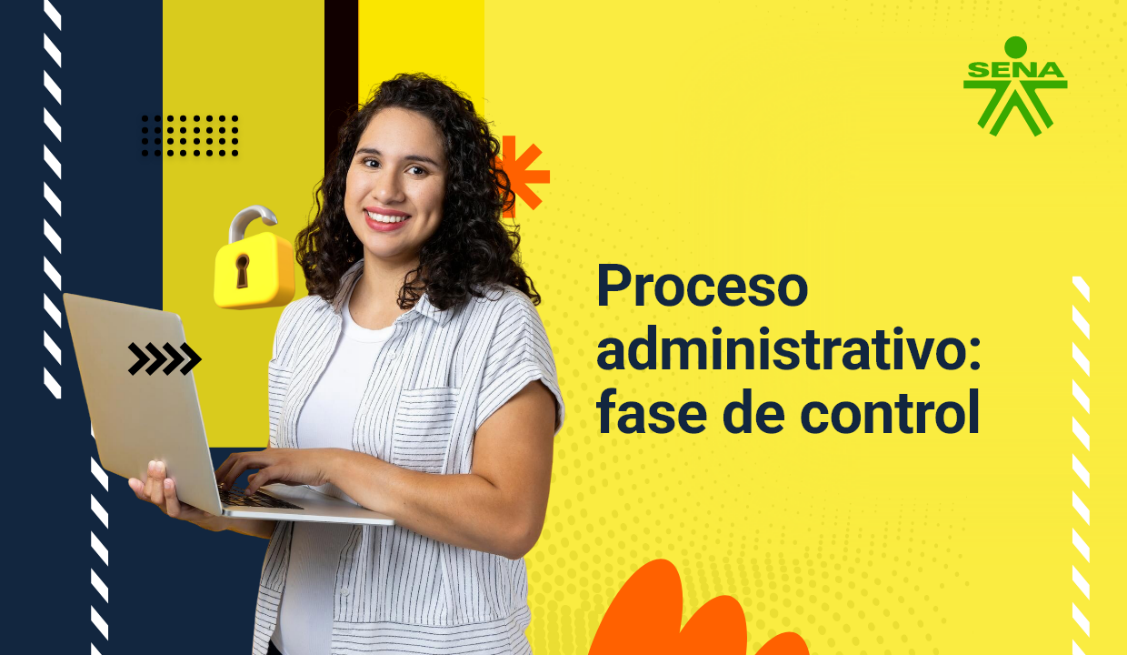 SENA
Proceso
administrativo:
fase de control